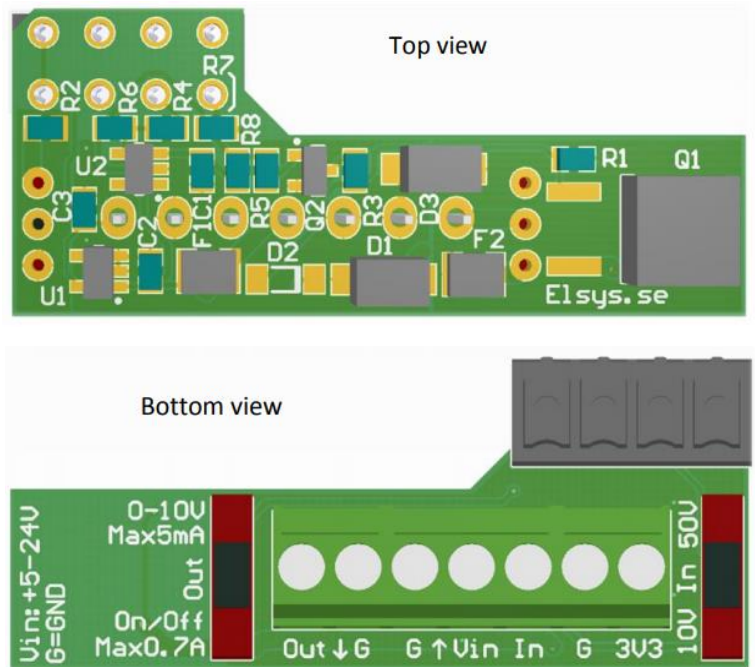 Top view
R7
R2 R6 R4
R8
U2
R1 Q1
C3 C2 F1 C1 R5 Q2 R3 D3
D2 D1 F2
U1
Elsys.se
Bottom view
Vin:+5-24V
G=GND
0-10V
Max5mA
Out
On/Off
Max0.7A
Out ↓ G G ↑ Vin In G 3V3
10V In 50V